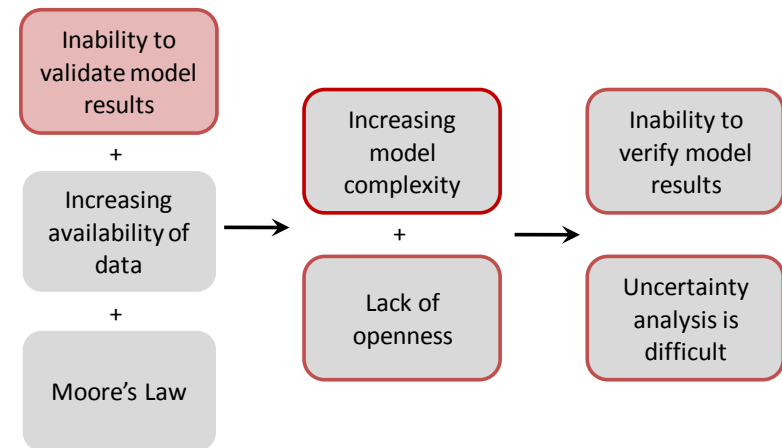 Inability to
validate model
results
+
Increasing
availability of
data
+
Moore's Law
Increasing
model
complexity
+
Lack of
openness
Inability to
verify model
results
Uncertainty
analysis is
difficult